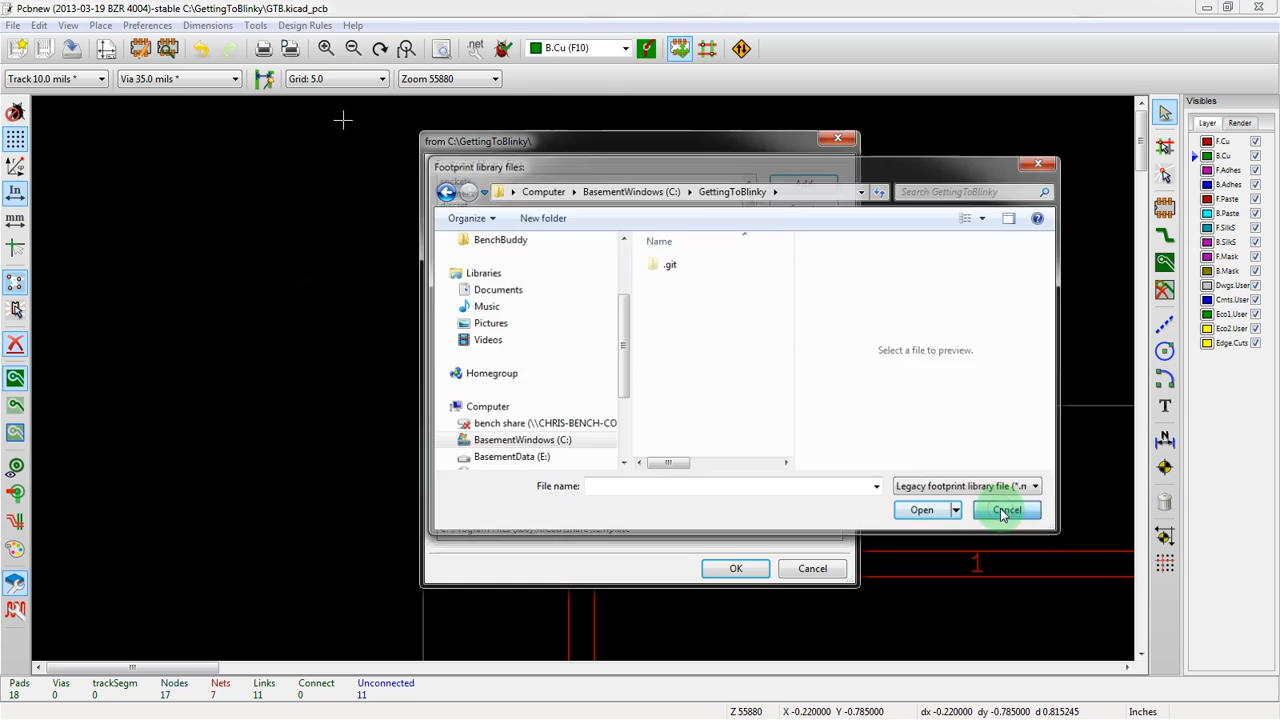 Pcbnew (2013-03-19 BZR 4004)-stable C:\GettingToBlinky\GTB.kicad_pcb
File Edit View Place Preferences Dimensions Tools Design Rules Help
.net B.Cu (F10)
Track 10.0 mils * Via 35.0 mils * Grid: 5.0 Zoom 55880
Visibles
Layer Render
F.Cu
B.Cu
F.Adhes
B.Adhes
F.Paste
B.Paste
F.SilkS
B.SilkS
F.Mask
B.Mask
Dwgs.User
Cmts.User
Eco1.User
Eco2.User
Edge.Cuts
In
mm
from C:\GettingToBlinky\
Footprint library files:
Computer BasementWindows (C:) GettingToBlinky Search GettingToBlinky
Organize New folder
BenchBuddy
Libraries
Documents
Music
Pictures
Videos
Homegroup
Computer
bench share (\\CHRIS-BENCH-CO
BasementWindows (C:)
BasementData (E:)
Name
.git
Select a file to preview.
File name: Legacy footprint library file (*.n
Open Cancel
OK Cancel
1
T
N
Pads Vias trackSegm Nodes Nets Links Connect Unconnected
18 0 0 17 7 11 0 11
Z 55880 X -0.220000 Y -0.785000 dx -0.220000 dy -0.785000 d 0.815245 Inches